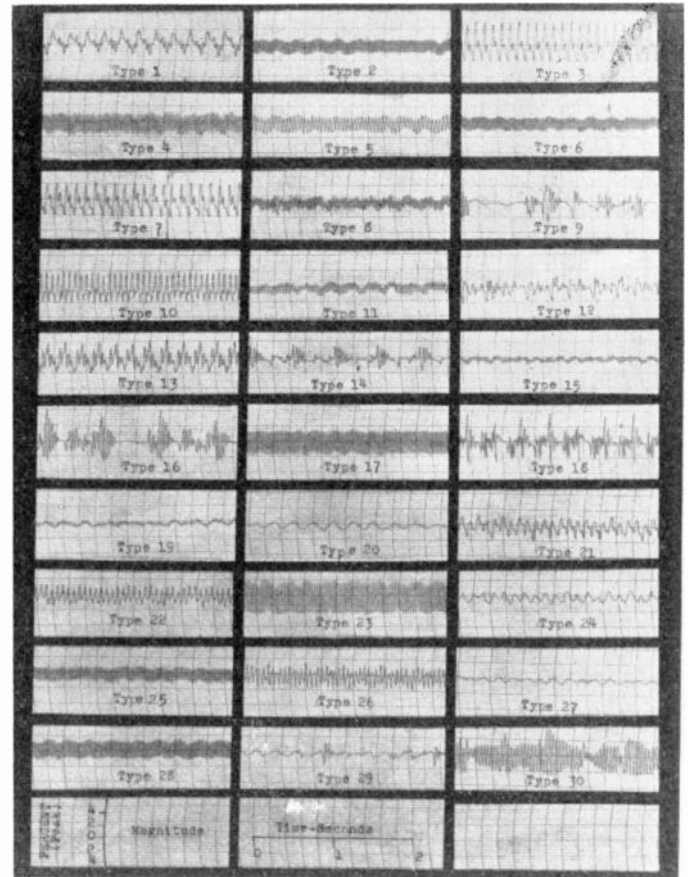 Type 1
Type 2
Type 3
Type 4
Type 5
Type 6
Type 7
Type 8
Type 9
Type 10
Type 11
Type 12
Type 13
Type 14
Type 15
Type 16
Type 17
Type 18
Type 19
Type 20
Type 21
Type 22
Type 23
Type 24
Type 25
Type 26
Type 27
Type 28
Type 29
Type 30
PERCENT
(Peak)
Magnitude
Time-Seconds
0 1 2